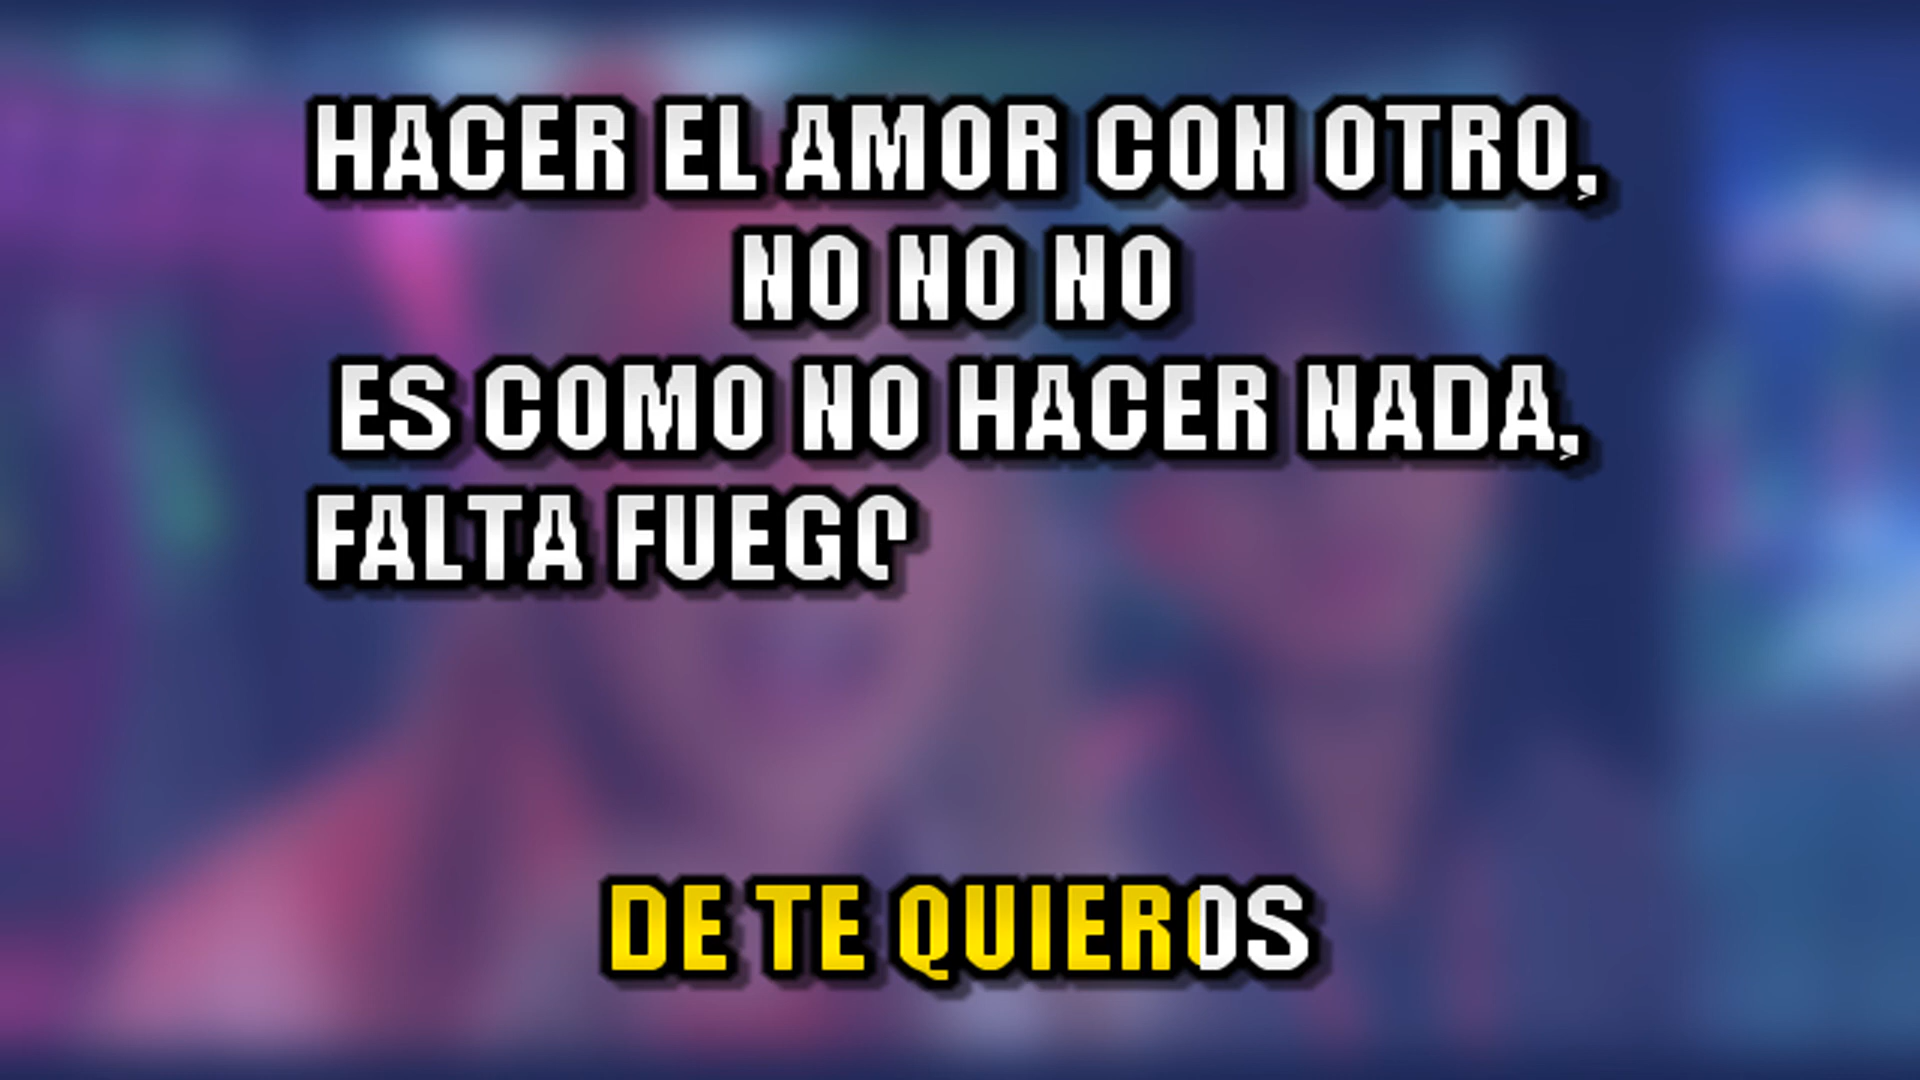 HACER EL AMOR CON OTRO,
NO NO NO
ES COMO NO HACER NADA,
FALTA FUEGO
DE TE QUIEROS